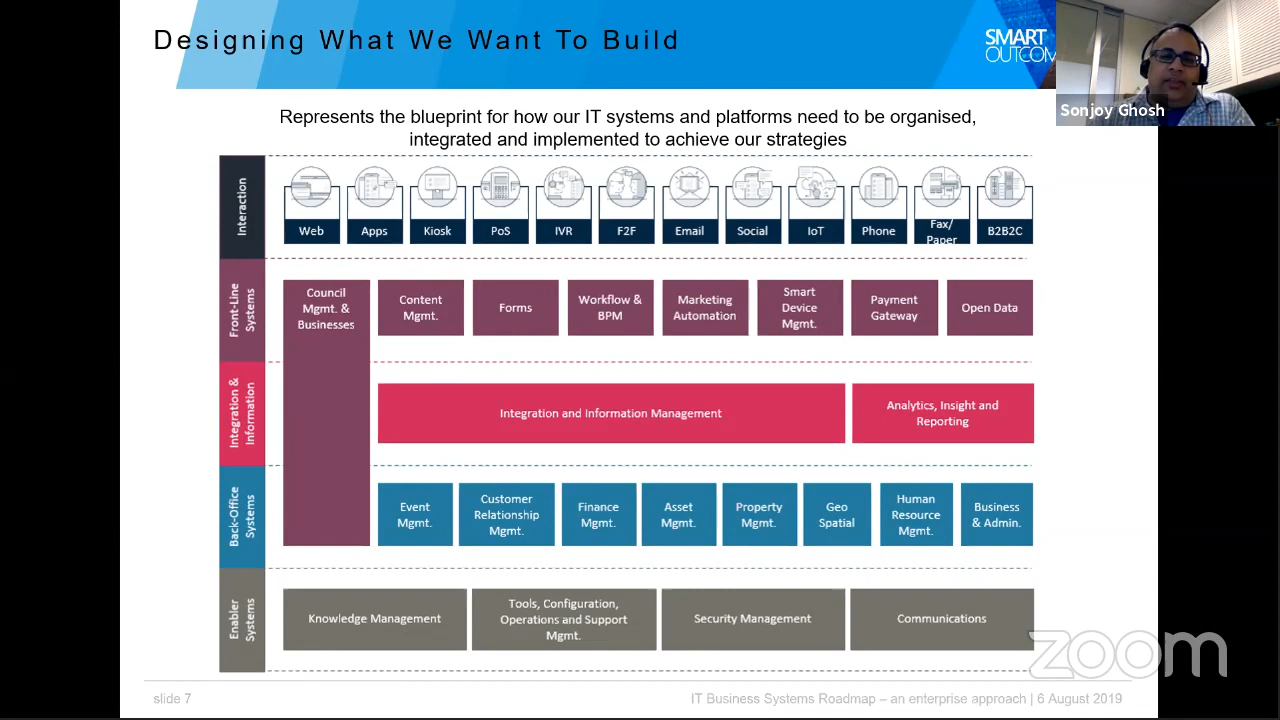 Designing What We Want To Build
SMART
OUTCOM
Sonjoy Ghosh
Represents the blueprint for how our IT systems and platforms need to be organised,
integrated and implemented to achieve our strategies
Interaction
Web
Apps
Kiosk
PoS
IVR
F2F
Email
Social
IoT
Phone
Fax/
Paper
B2B2C
Front-Line
Systems
Council
Mgmt. &
Businesses
Content
Mgmt.
Forms
Workflow &
BPM
Marketing
Automation
Smart
Device
Mgmt.
Payment
Gateway
Open Data
Integration &
Information
Integration and Information Management
Analytics, Insight and
Reporting
Back-Office
Systems
Event
Mgmt.
Customer
Relationship
Mgmt.
Finance
Mgmt.
Asset
Mgmt.
Property
Mgmt.
Geo
Spatial
Human
Resource
Mgmt.
Business
& Admin.
Enabler
Systems
Knowledge Management
Tools, Configuration,
Operations and Support
Mgmt.
Security Management
Communications
zoom
slide 7
IT Business Systems Roadmap – an enterprise approach | 6 August 2019